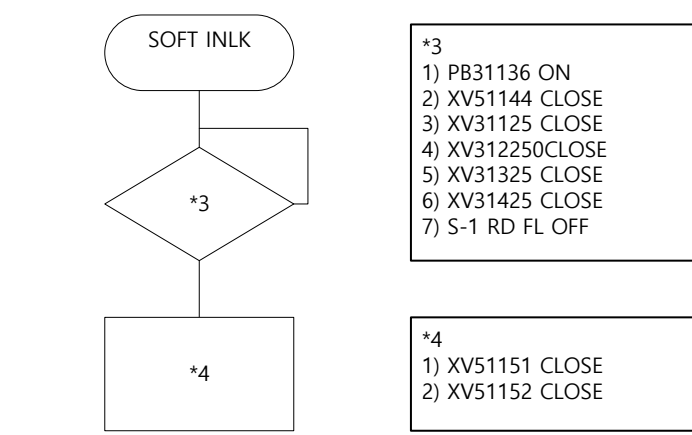 SOFT INLK
*3
*4
*3
1) PB31136 ON
2) XV51144 CLOSE
3) XV31125 CLOSE
4) XV312250CLOSE
5) XV31325 CLOSE
6) XV31425 CLOSE
7) S-1 RD FL OFF
*4
1) XV51151 CLOSE
2) XV51152 CLOSE